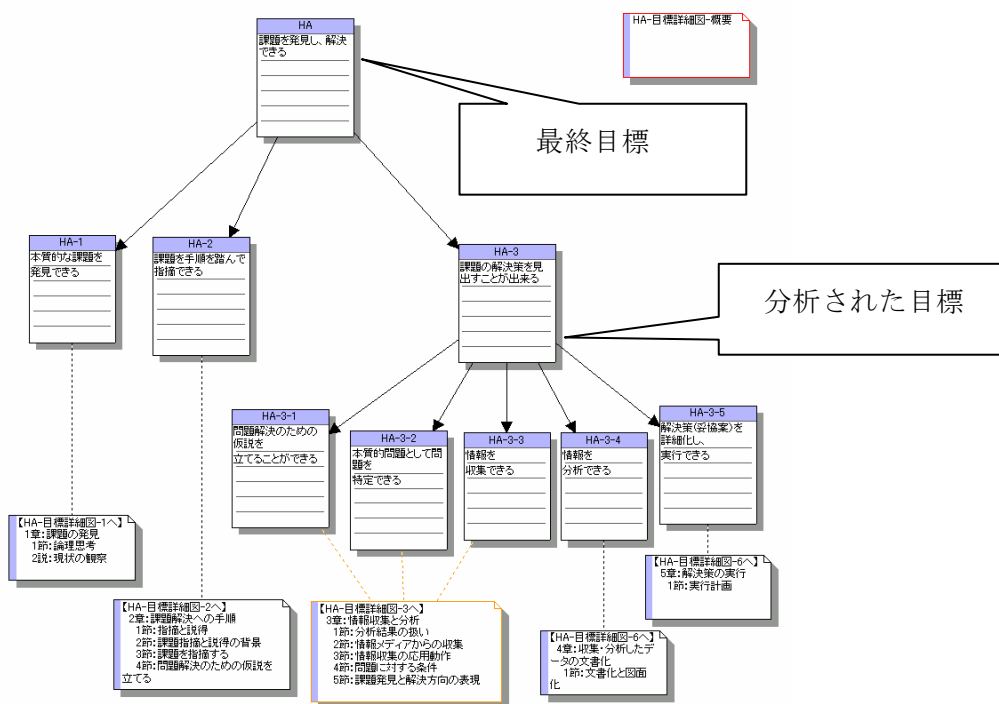 HA
課題を発見し、解決
できる
HA-目標詳細図-概要
最終目標
HA-1
本質的な課題を
発見できる
HA-2
課題を手順を踏んで
指摘できる
HA-3
課題の解決策を見
出すことが出来る
分析された目標
HA-3-1
問題解決のための
仮説を
立てることができる
HA-3-2
本質的問題として問
題を
特定できる
HA-3-3
情報を
収集できる
HA-3-4
情報を
分析できる
HA-3-5
解決策(妥協案)を
詳細化し、
実行できる
【HA-目標詳細図-1へ】
1章:課題の発見
1節:論理思考
2説:現状の観察
【HA-目標詳細図-2へ】
2章:課題解決への手順
1節:指摘と説得
2節:課題指摘と説得の背景
3節:課題を指摘する
4節:問題解決のための仮説を
立てる
【HA-目標詳細図-3へ】
3章:情報収集と分析
1節:分析結果の扱い
2節:情報メディアからの収集
3節:情報収集の応用動作
4節:問題に対する条件
5節:課題発見と解決方向の表現
【HA-目標詳細図-6へ】
4章:収集・分析したデ
ータの文書化
1節:文書化と図面
化
【HA-目標詳細図-6へ】
5章:解決策の実行
1節:実行計画